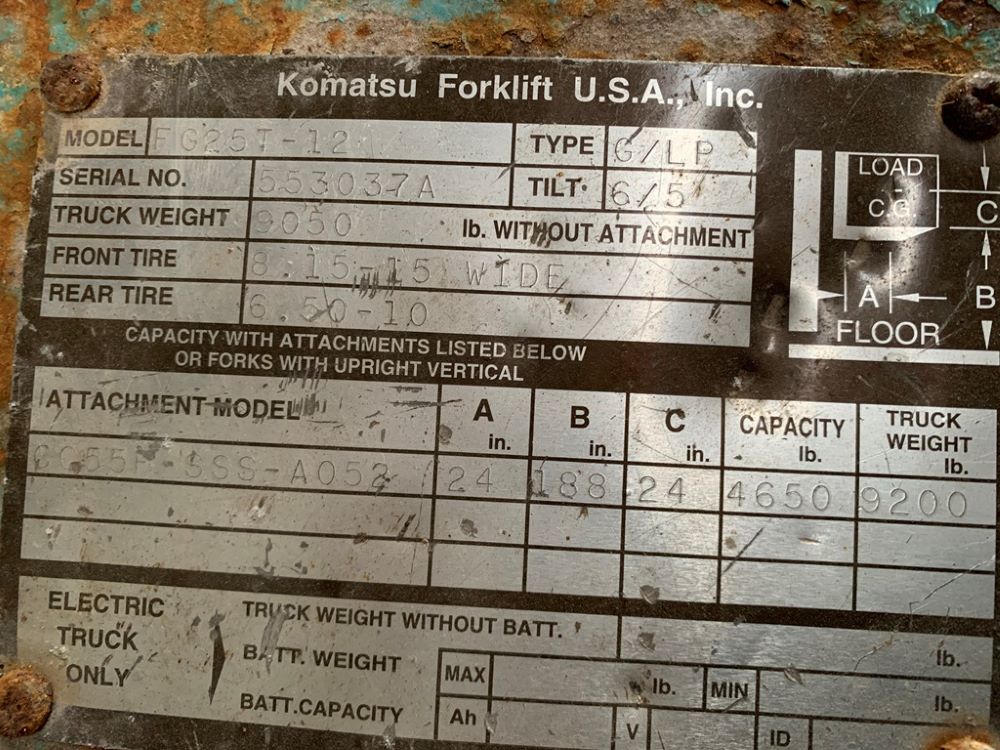 Komatsu Forklift U.S.A., Inc.
MODEL FG25T-12 TYPE G/LP
SERIAL NO. 553037A TILT 6/5
TRUCK WEIGHT 9050 lb. WITHOUT ATTACHMENT
FRONT TIRE 8.15-15 WIDE
REAR TIRE 6.50-10
LOAD
C.G.
C
A
B
FLOOR
CAPACITY WITH ATTACHMENTS LISTED BELOW
OR FORKS WITH UPRIGHT VERTICAL
ATTACHMENT MODEL A in. B in. C in. CAPACITY lb. TRUCK WEIGHT lb.
SSS-A052 24 188 24 4650 9200
ELECTRIC
TRUCK
ONLY
TRUCK WEIGHT WITHOUT BATT. lb.
BATT. WEIGHT MAX lb. MIN lb.
BATT.CAPACITY Ah V ID